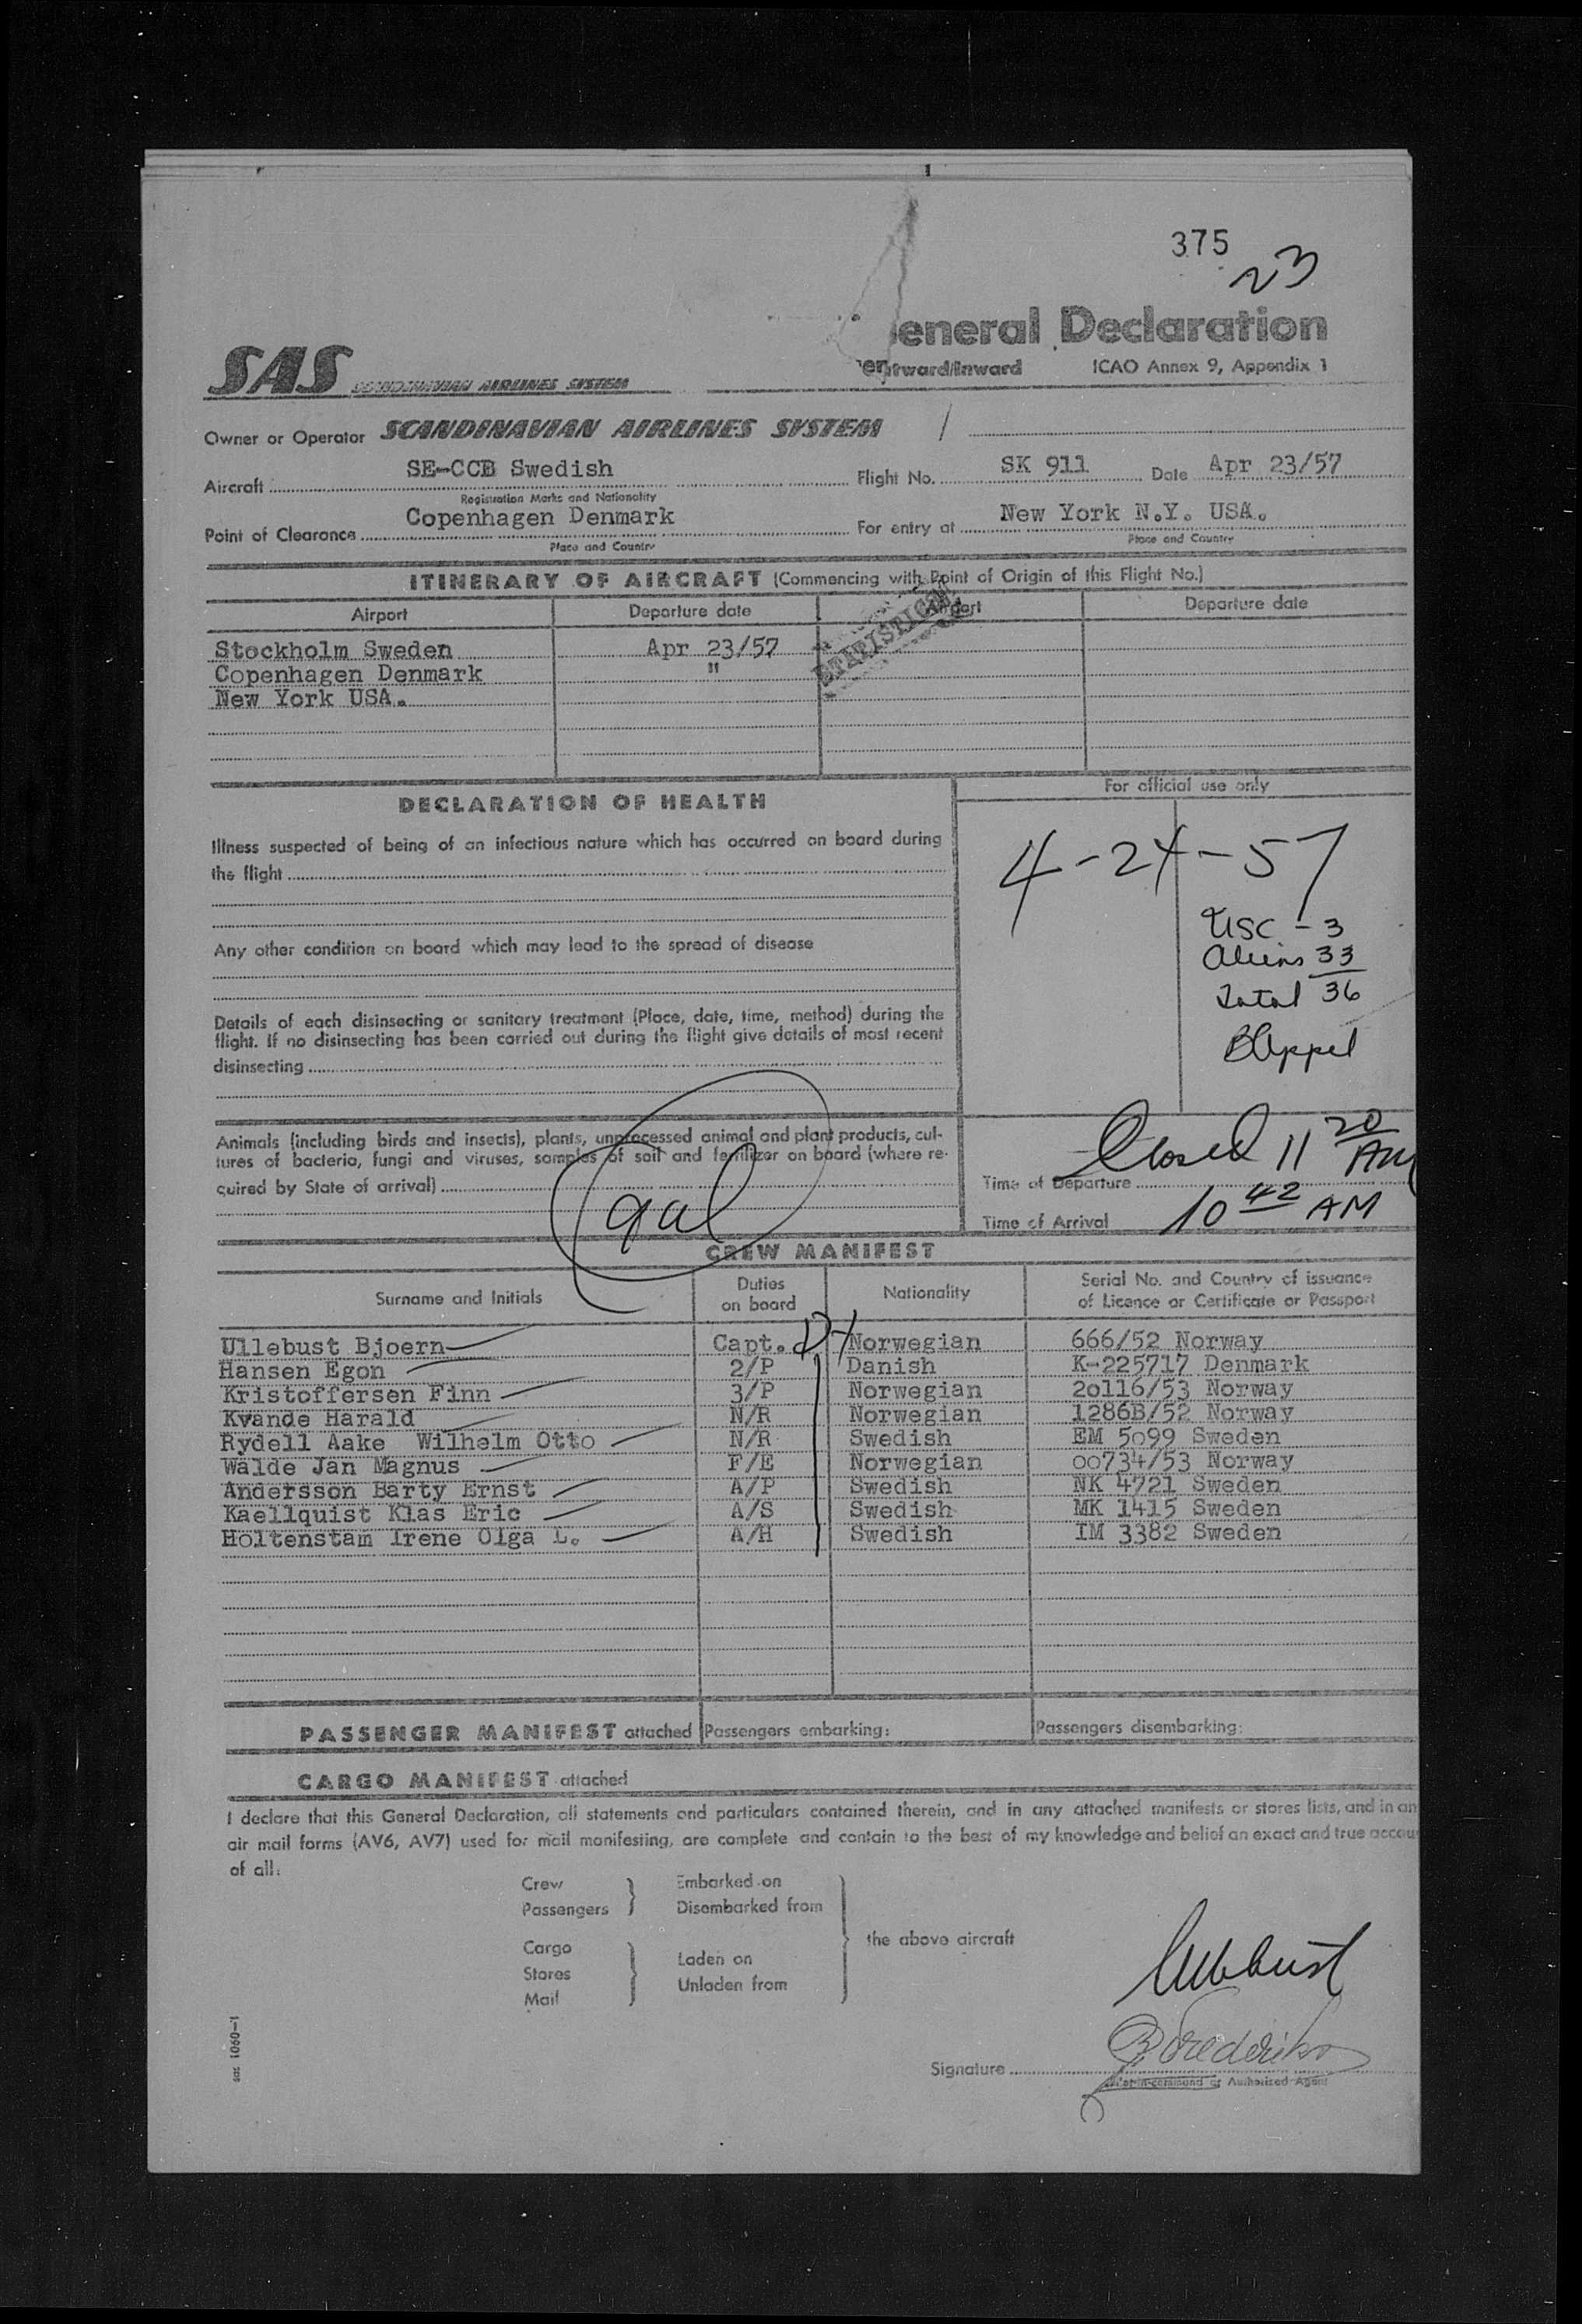 375
23
eneral Declaration
SAS SCANDINAVIAN AIRLINES SYSTEM
utward/Inward ICAO Annex 9, Appendix 1
Owner or Operator SCANDINAVIAN AIRLINES SYSTEM /
Aircraft SE-CCB Swedish Flight No. SK 911 Date Apr 23/57
Registration Marks and Nationality
Point of Clearance Copenhagen Denmark For entry at New York N.Y. USA.
Place and Country Place and Country
ITINERARY OF AIRCRAFT (Commencing with Point of Origin of this Flight No.)
Airport Departure date Airport Departure date
STATISTICAL
Stockholm Sweden Apr 23/57
Copenhagen Denmark "
New York USA.
DECLARATION OF HEALTH
For official use only
Illness suspected of being of an infectious nature which has occurred on board during
the flight
4-24-57
USC - 3
Aliens 33
Total 36
BAppel
Any other condition on board which may lead to the spread of disease
Details of each disinsecting or sanitary treatment (Place, date, time, method) during the
flight. If no disinsecting has been carried out during the flight give details of most recent
disinsecting
Animals (including birds and insects), plants, unprocessed animal and plant products, cul-
tures of bacteria, fungi and viruses, samples of soil and fertilizer on board (where re-
quired by State of arrival)
Closed 11 20 AM
Time of Departure
Time of Arrival 10 42 AM
CREW MANIFEST
Surname and Initials Duties on board Nationality Serial No. and Country of issuance of Licence or Certificate or Passport
Ullebust Bjoern Capt. Norwegian 666/52 Norway
Hansen Egon 2/P Danish K-225717 Denmark
Kristoffersen Finn 3/P Norwegian 20116/53 Norway
Kvande Harald N/R Norwegian 1286B/52 Norway
Rydell Aake Wilhelm Otto N/R Swedish EM 5099 Sweden
Walde Jan Magnus F/E Norwegian 00734/53 Norway
Andersson Barty Ernst A/P Swedish NK 4721 Sweden
Kaellquist Klas Eric A/S Swedish MK 1415 Sweden
Holtenstam Irene Olga L. A/H Swedish IM 3382 Sweden
PASSENGER MANIFEST attached Passengers embarking: Passengers disembarking:
CARGO MANIFEST attached
I declare that this General Declaration, all statements and particulars contained therein, and in any attached manifests or stores lists, and in an
air mail forms (AV6, AV7) used for mail manifesting, are complete and contain to the best of my knowledge and belief an exact and true accou
of all:
Crew Embarked on
Passengers Disembarked from
the above aircraft
Cargo
Stores Laden on
Mail Unladen from
Ullebust
Signature
Pilot-in-command or Authorised Agent
sas 1060-1